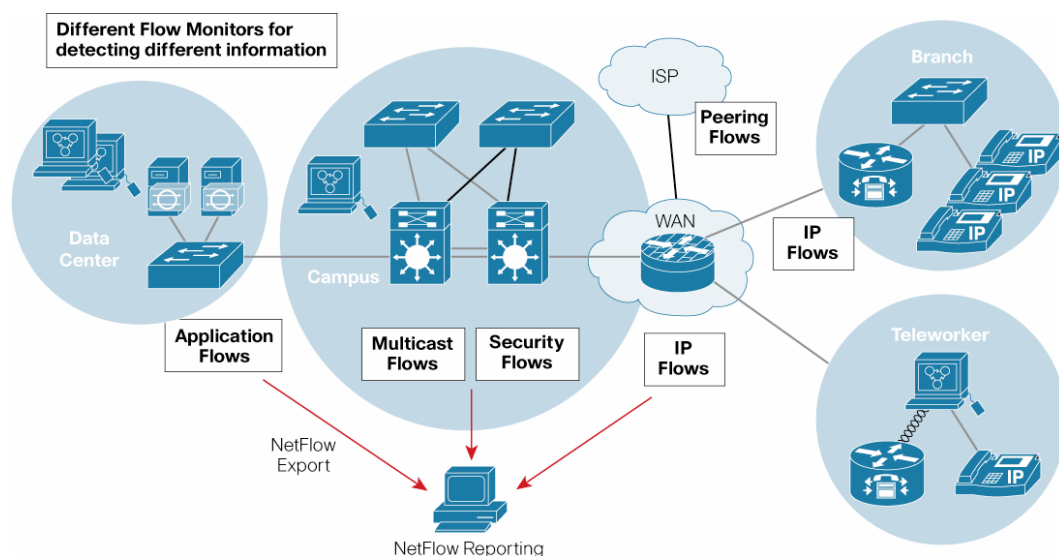 Different Flow Monitors for
detecting different information
ISP
Peering
Flows
Branch
IP
IP
IP
Data
Center
Campus
WAN
IP
Flows
Application
Flows
Multicast
Flows
Security
Flows
IP
Flows
Teleworker
IP
NetFlow
Export
NetFlow Reporting